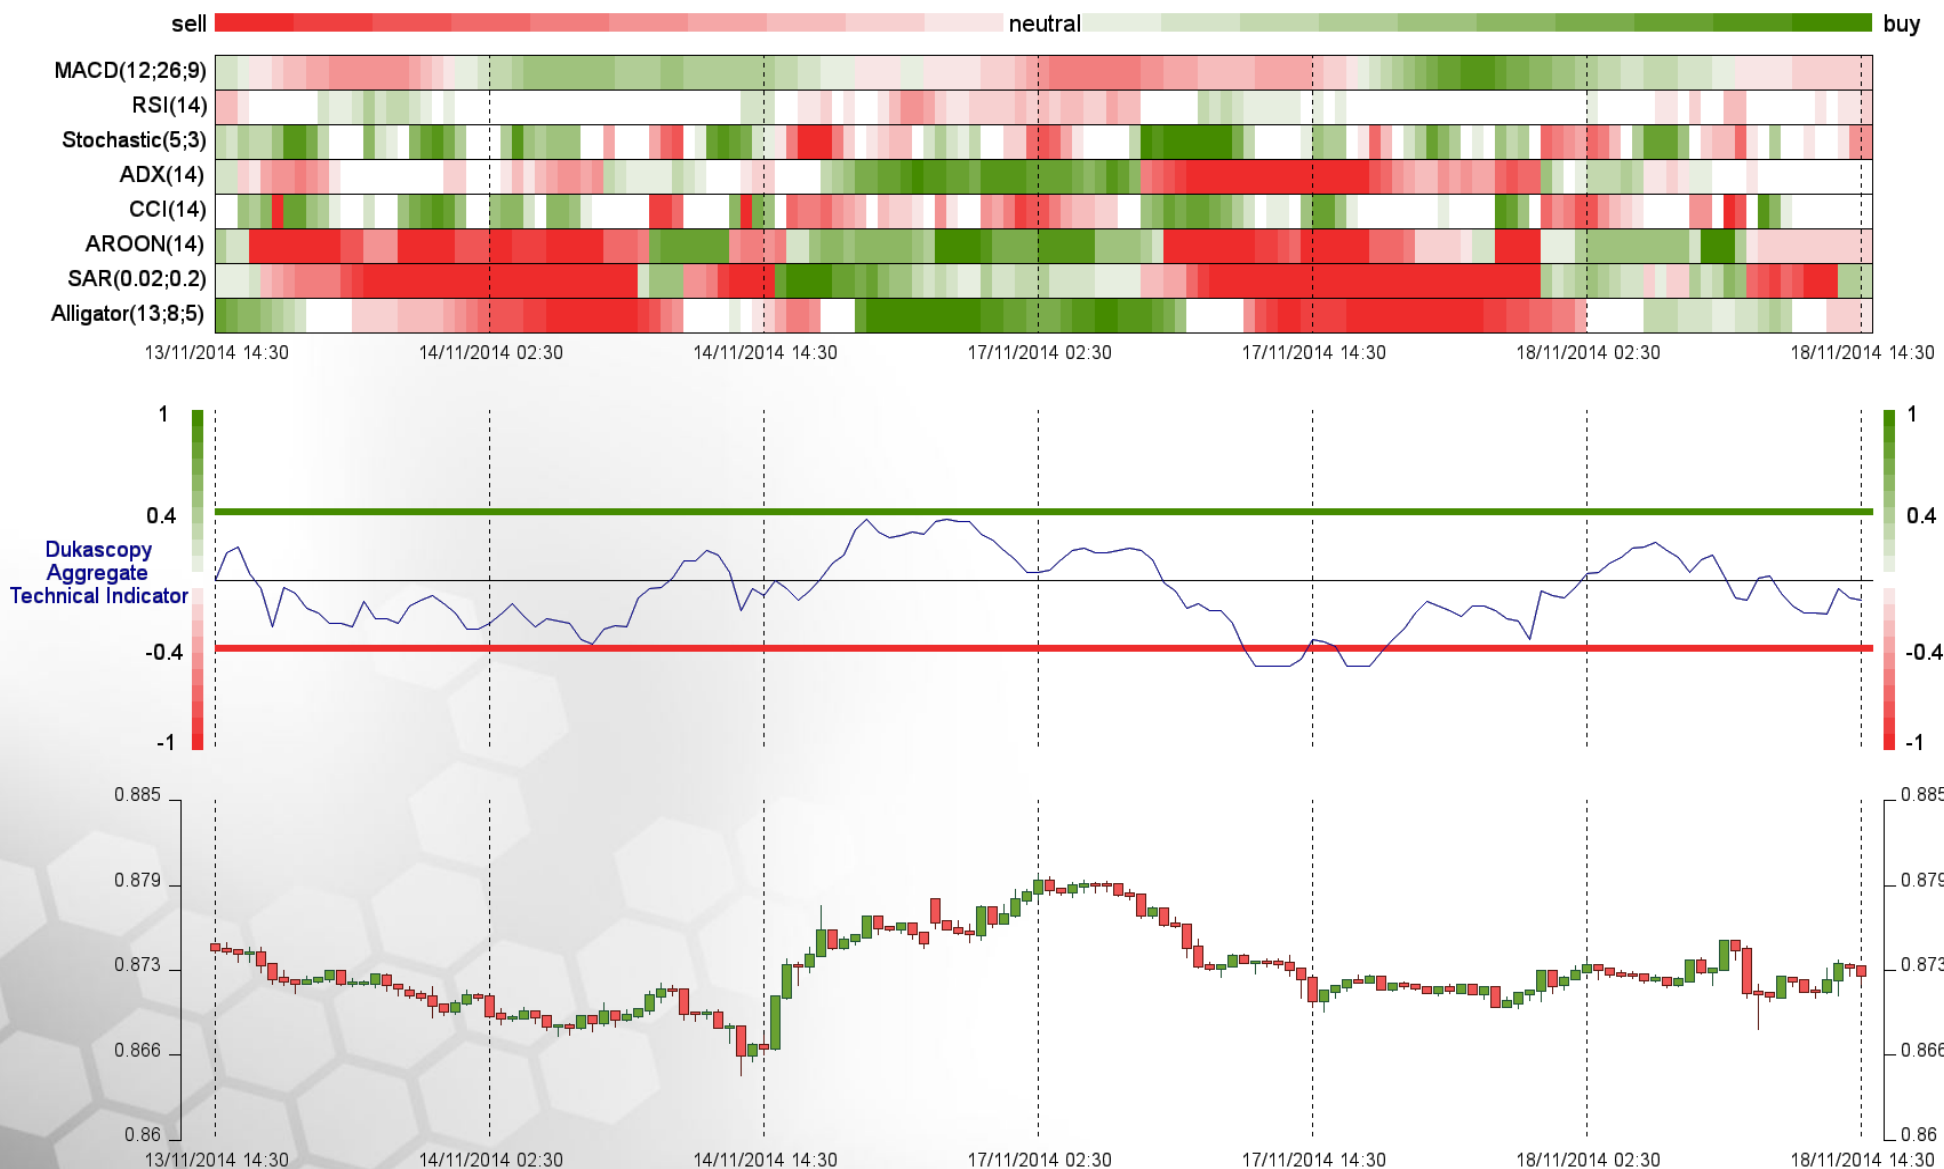 sell neutral buy
MACD(12;26;9)
RSI(14)
Stochastic(5;3)
ADX(14)
CCI(14)
AROON(14)
SAR(0.02;0.2)
Alligator(13;8;5)
13/11/2014 14:30 14/11/2014 02:30 14/11/2014 14:30 17/11/2014 02:30 17/11/2014 14:30 18/11/2014 02:30 18/11/2014 14:30
1 1
0.4 0.4
Dukascopy
Aggregate
Technical Indicator
-0.4 -0.4
-1 -1
0.885 0.885
0.879 0.879
0.873 0.873
0.866 0.866
0.86 0.86
13/11/2014 14:30 14/11/2014 02:30 14/11/2014 14:30 17/11/2014 02:30 17/11/2014 14:30 18/11/2014 02:30 18/11/2014 14:30